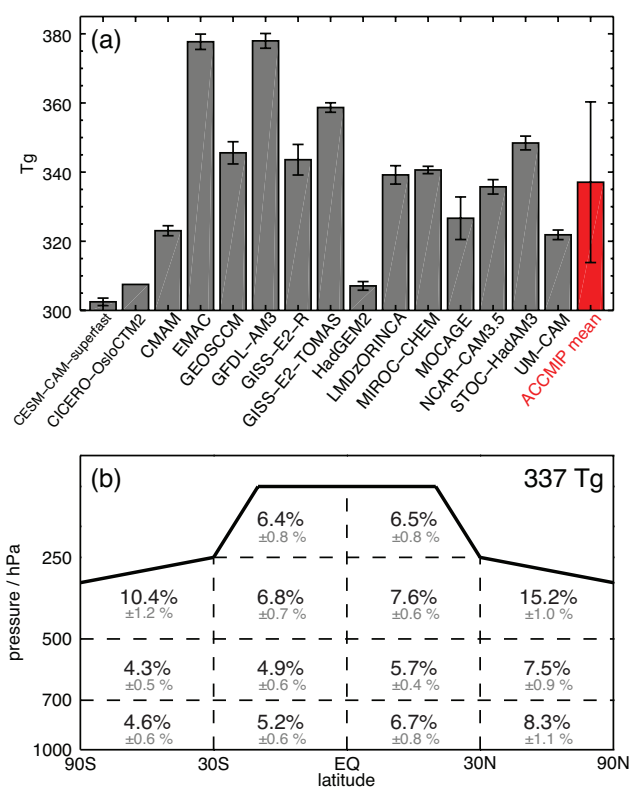 (a)
Tg
380
360
340
320
300
CESM-CAM-superfast
CICERO-OsloCTM2
CMAM
EMAC
GEOSCCM
GFDL-AM3
GISS-E2-R
GISS-E2-TOMAS
HadGEM2
LMDzORINCA
MIROC-CHEM
MOCAGE
NCAR-CAM3.5
STOC-HadAM3
UM-CAM
ACCMIP mean
(b) 337 Tg
pressure / hPa
6.4% 6.5%
±0.8 % ±0.8 %
250
10.4% 6.8% 7.6% 15.2%
±1.2 % ±0.7 % ±0.6 % ±1.0 %
500
4.3% 4.9% 5.7% 7.5%
±0.5 % ±0.6 % ±0.4 % ±0.9 %
700
4.6% 5.2% 6.7% 8.3%
±0.6 % ±0.6 % ±0.8 % ±1.1 %
1000
90S 30S EQ 30N 90N
latitude